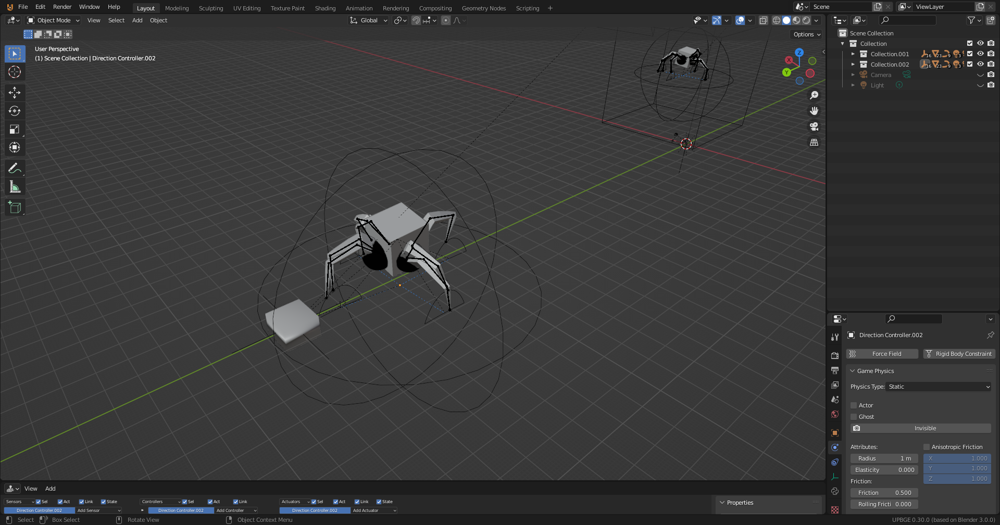 File Edit Render Window Help Layout Modeling Sculpting UV Editing Texture Paint Shading Animation Rendering Compositing Geometry Nodes Scripting +
Scene
ViewLayer
Object Mode View Select Add Object
Global
Options
User Perspective
(1) Scene Collection | Direction Controller.002
Z
X
Y
Scene Collection
Collection
Collection.001 16 23 9 3
Collection.002 16 23 9 3
Camera
Light
Direction Controller.002
Force Field Rigid Body Constraint
Game Physics
Physics Type: Static
Actor
Ghost
Invisible
Attributes: Anisotropic Friction
Radius 1 m X 1.000
Elasticity 0.000 Y 1.000
Friction: Z 1.000
Friction 0.500
Rolling Fricti 0.000
View Add
Sensors Sel Act Link State Controllers Sel Act Link Actuators Sel Act Link State
Direction Controller.002 Add Sensor Direction Controller.002 Add Controller Direction Controller.002 Add Actuator
Properties
Select Box Select Rotate View Object Context Menu
UPBGE 0.30.0 (based on Blender 3.0.0)